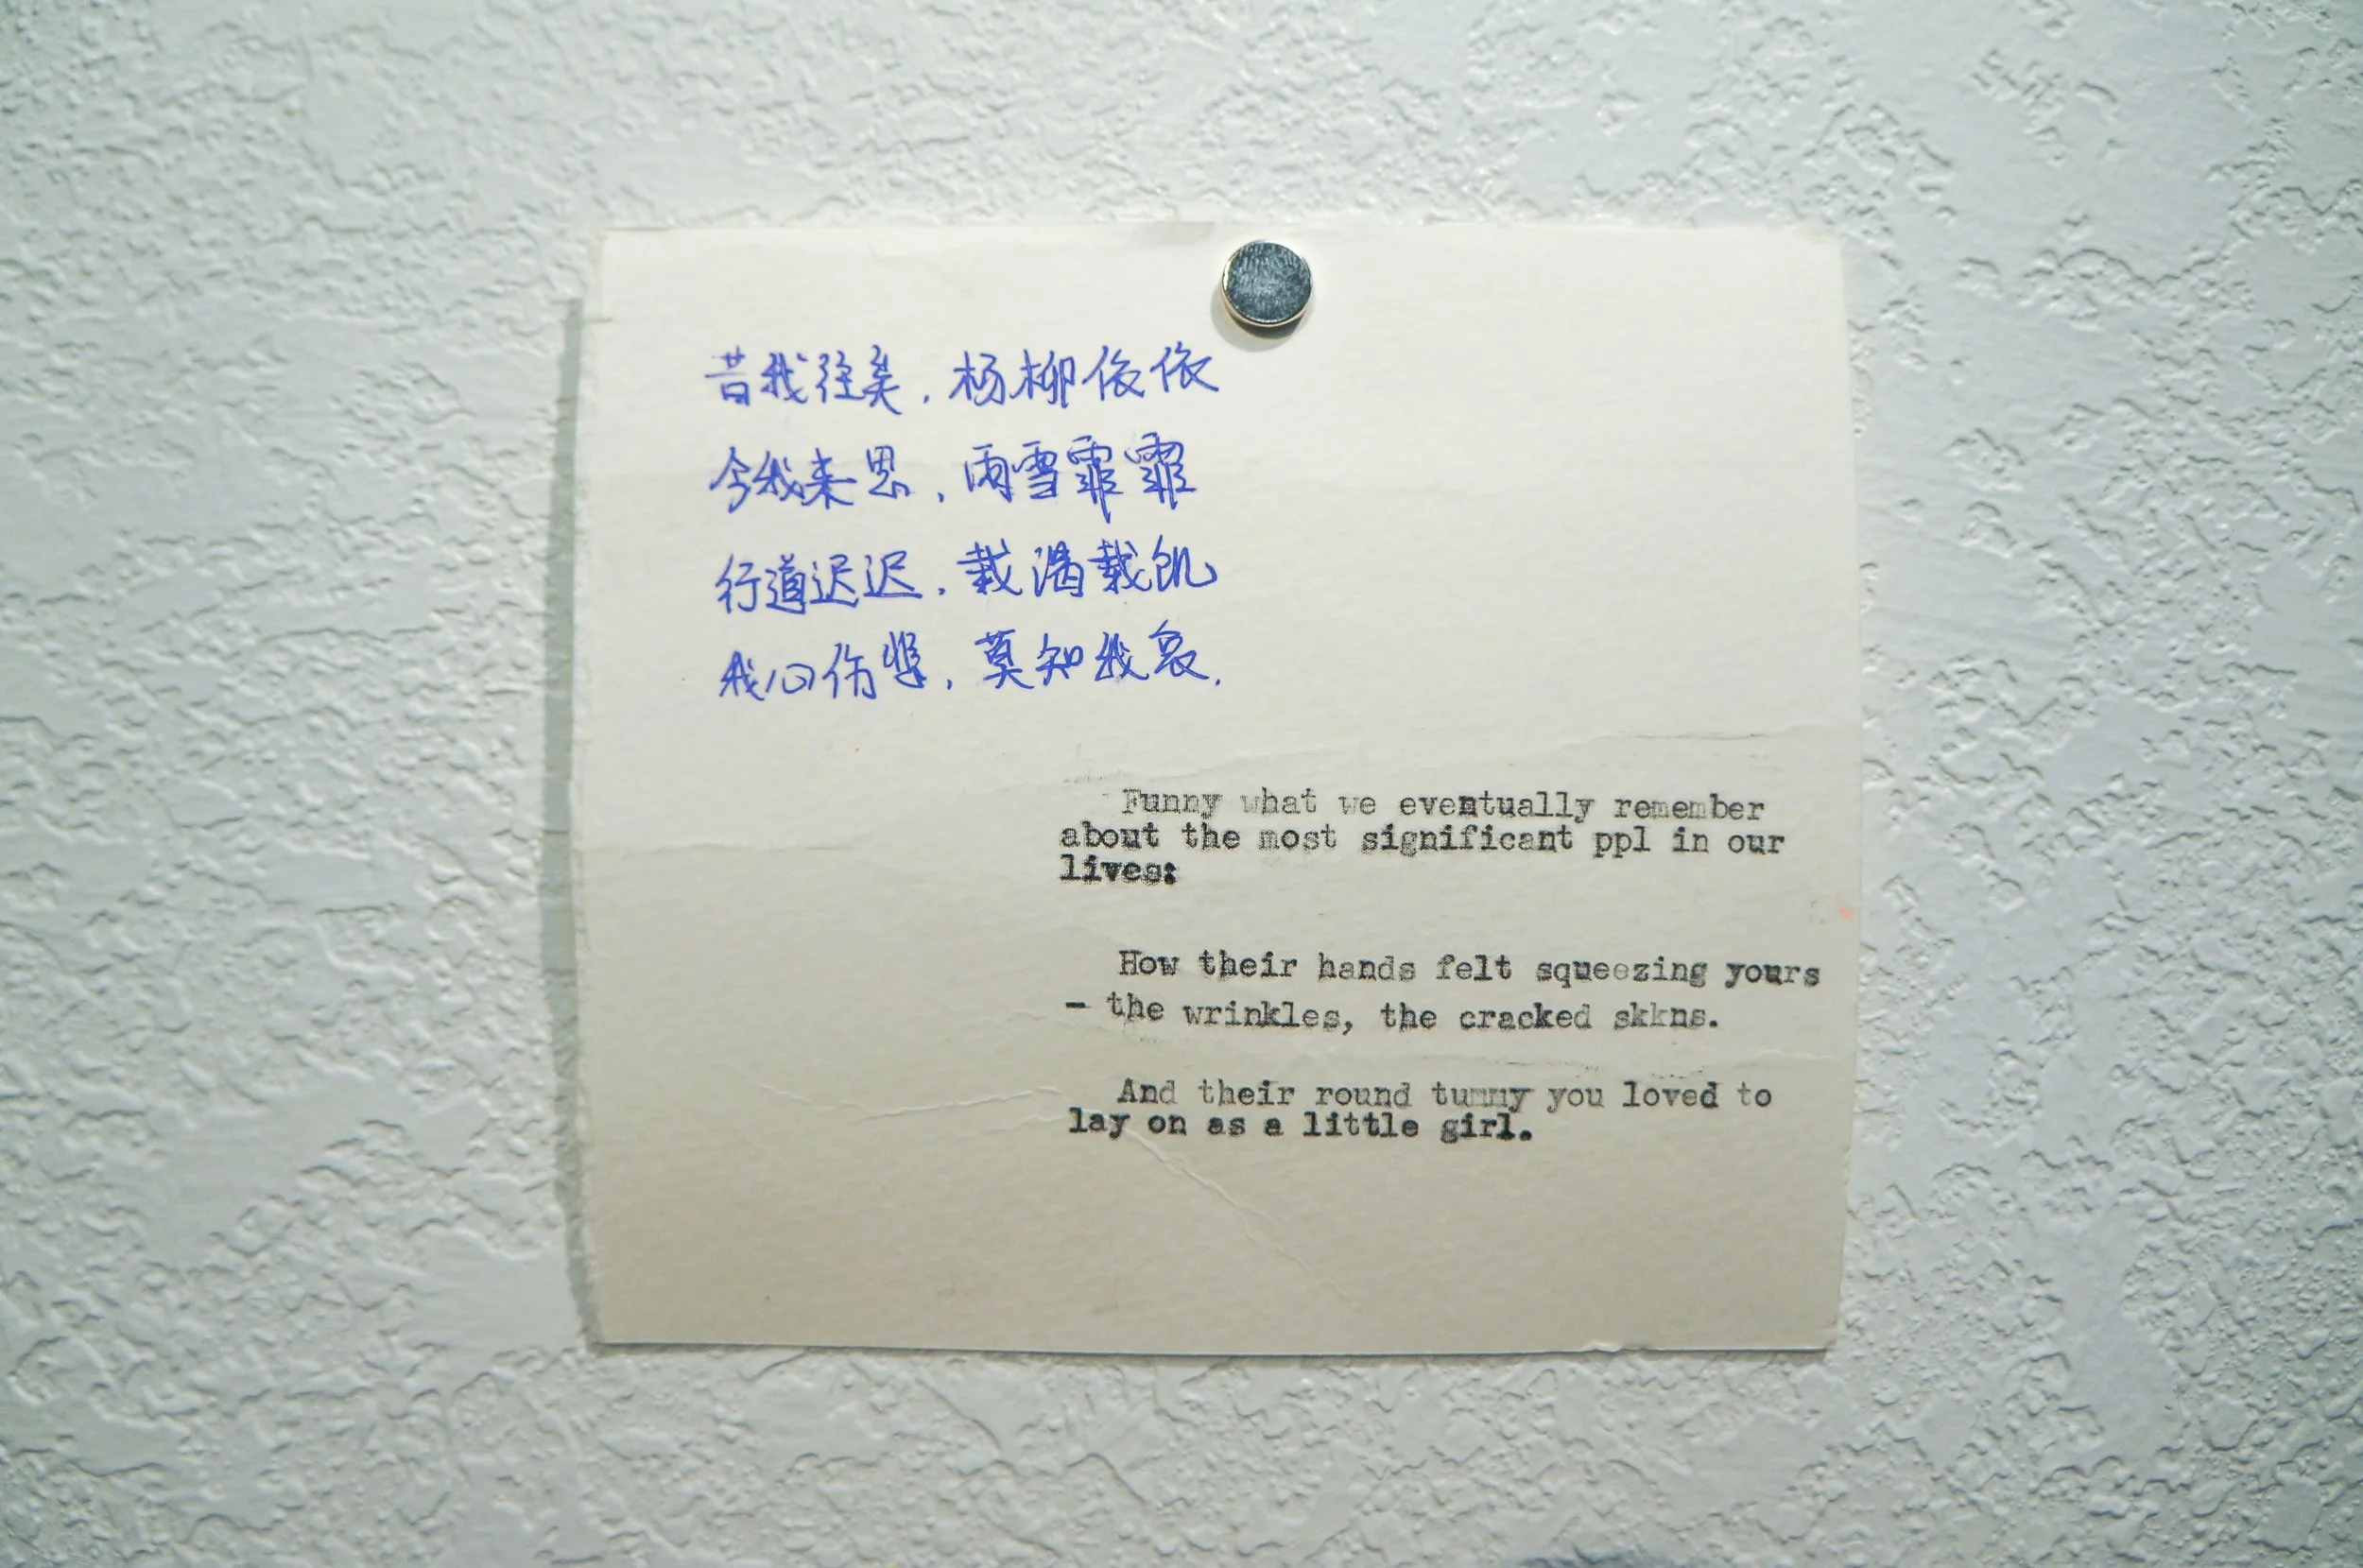 昔我往矣，杨柳依依
今我来思，雨雪霏霏
行道迟迟，载渴载饥
我心伤悲，莫知我哀.
Funny what we eventually remember
about the most significant ppl in our
lives:
How their hands felt squeezing yours
- the wrinkles, the cracked skkns.
And their round tummy you loved to
lay on as a little girl.